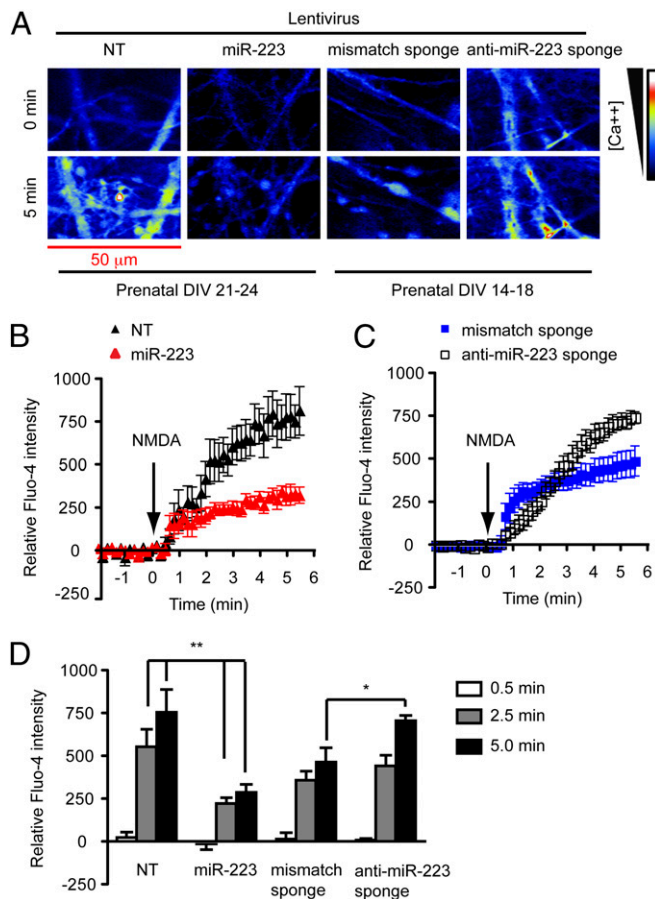 A
Lentivirus
NT miR-223 mismatch sponge anti-miR-223 sponge
0 min
5 min
[Ca++]
50 μm
Prenatal DIV 21-24 Prenatal DIV 14-18
B
NT
miR-223
1000
750
500
250
0
-250
Relative Fluo-4 intensity
NMDA
-1 0 1 2 3 4 5 6
Time (min)
C
mismatch sponge
anti-miR-223 sponge
1000
750
500
250
0
-250
Relative Fluo-4 intensity
NMDA
-1 0 1 2 3 4 5 6
Time (min)
D
1000
750
500
250
0
-250
Relative Fluo-4 intensity
**
*
0.5 min
2.5 min
5.0 min
NT miR-223 mismatch sponge anti-miR-223 sponge